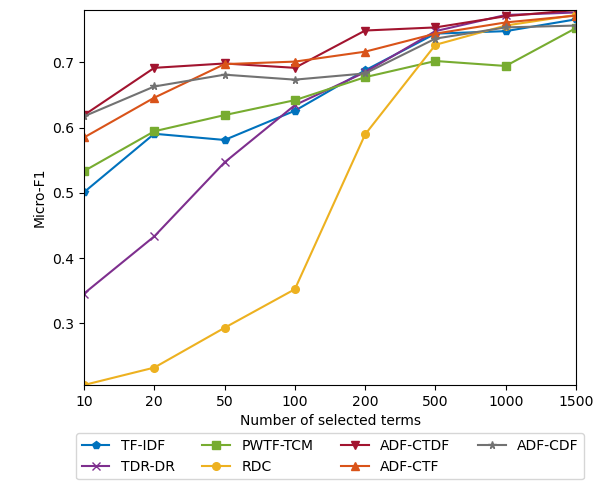 0.7
0.6
0.5
0.4
0.3
Micro-F1
10 20 50 100 200 500 1000 1500
Number of selected terms
TF-IDF PWTF-TCM ADF-CTDF ADF-CDF
TDR-DR RDC ADF-CTF